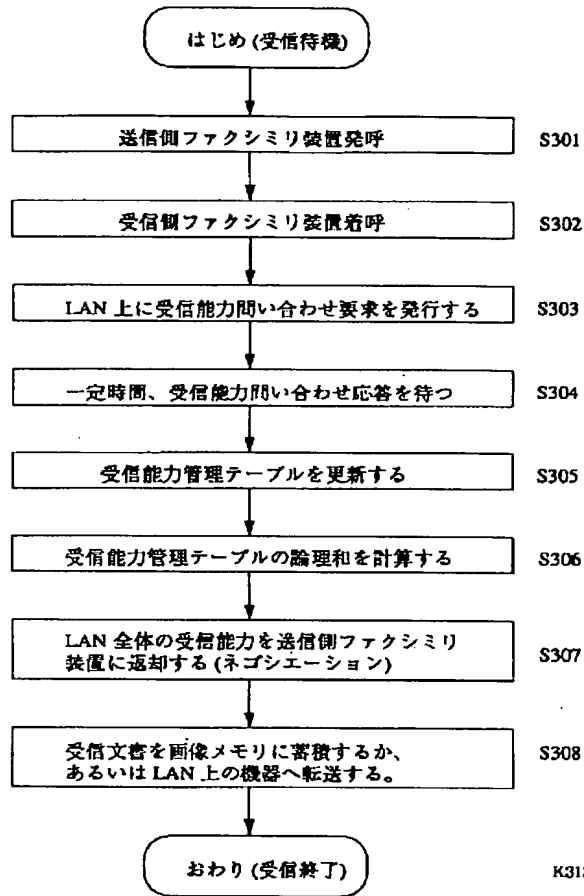 はじめ (受信待機)
送信側ファクシミリ装置発呼
S301
受信側ファクシミリ装置着呼
S302
LAN 上に受信能力問い合わせ要求を発行する
S303
一定時間、受信能力問い合わせ応答を待つ
S304
受信能力管理テーブルを更新する
S305
受信能力管理テーブルの論理和を計算する
S306
LAN 全体の受信能力を送信側ファクシミリ
装置に返却する (ネゴシエーション)
S307
受信文書を画像メモリに蓄積するか、
あるいは LAN 上の機器へ転送する。
S308
おわり (受信終了)